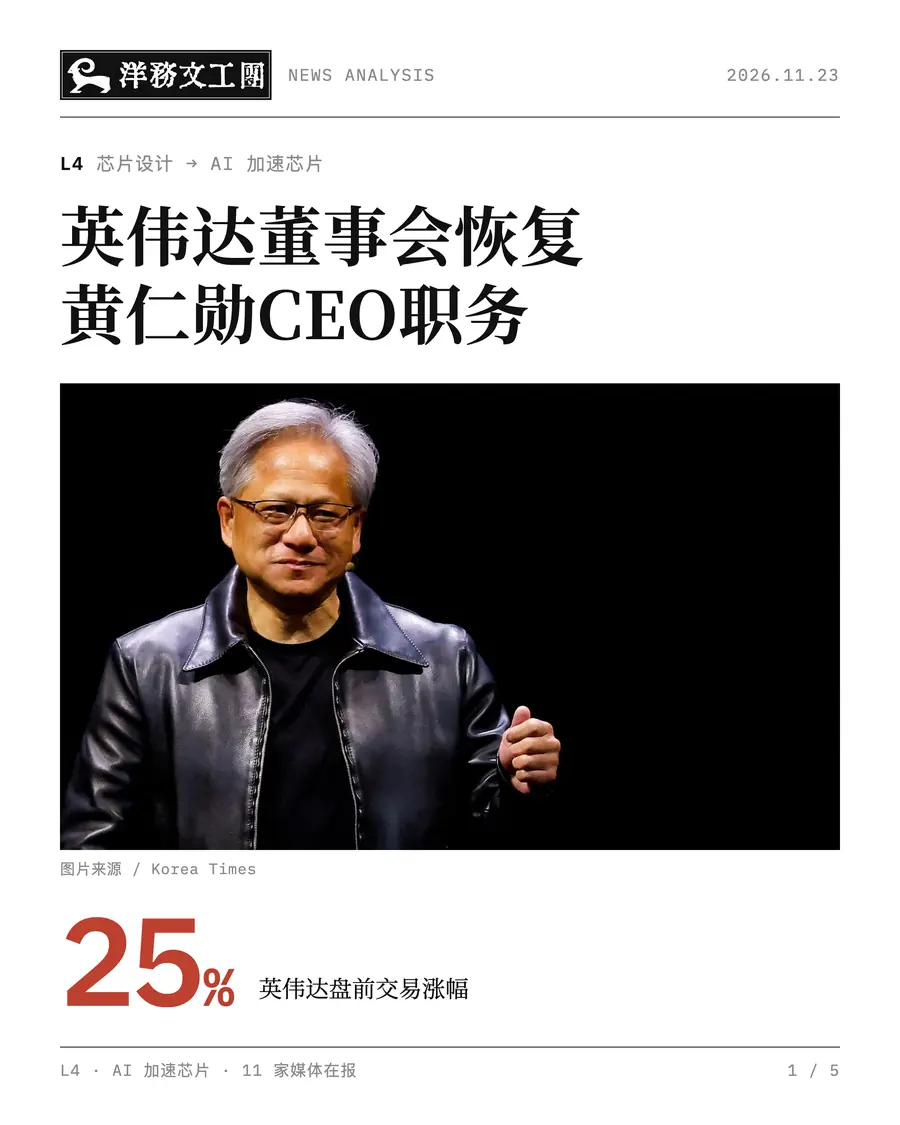 洋務文工團 NEWS ANALYSIS 2026.11.23
L4 芯片设计 → AI 加速芯片
英伟达董事会恢复
黄仁勋CEO职务
图片来源 / Korea Times
25% 英伟达盘前交易涨幅
L4 · AI 加速芯片 · 11 家媒体在报 1 / 5